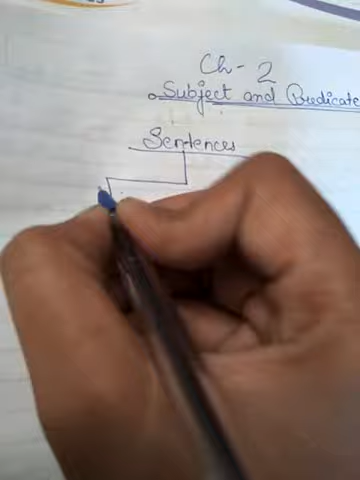 Ch - 2
Subject and Predicate
Sentences